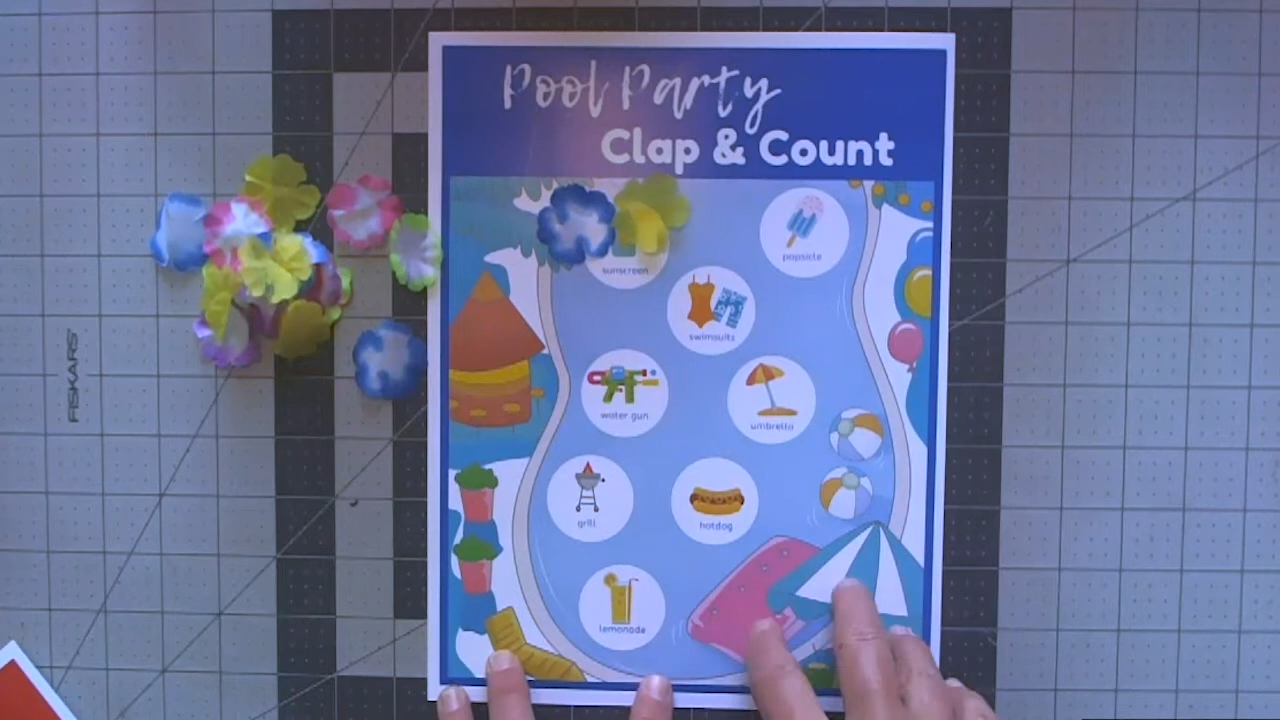 Pool Party
Clap & Count
popsicle
sunscreen
swimsuits
water gun
umbrella
grill
hotdog
lemonade
FISKARS